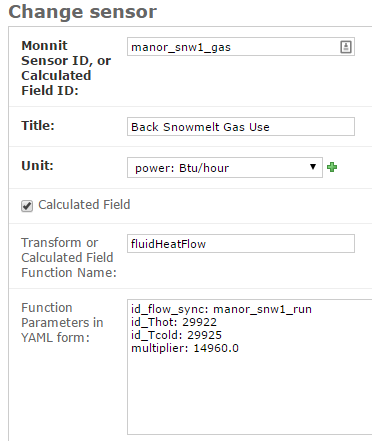 Change sensor
Monnit
Sensor ID, or
Calculated
Field ID:
manor_snw1_gas
Title:
Back Snowmelt Gas Use
Unit:
power: Btu/hour
Calculated Field
Transform or
Calculated Field
Function Name:
fluidHeatFlow
Function
Parameters in
YAML form:
id_flow_sync: manor_snw1_run
id_Thot: 29922
id_Tcold: 29925
multiplier: 14960.0